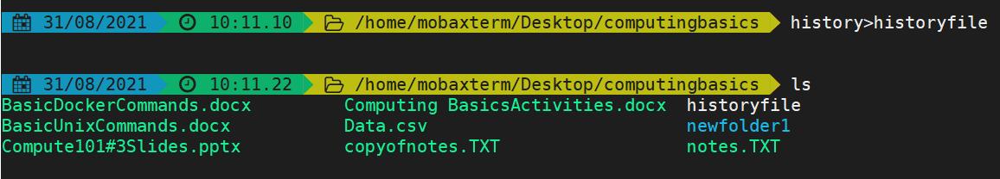 31/08/2021 10:11.10 /home/mobaxterm/Desktop/computingbasics history>historyfile
31/08/2021 10:11.22 /home/mobaxterm/Desktop/computingbasics ls
BasicDockerCommands.docx Computing BasicsActivities.docx historyfile
BasicUnixCommands.docx Data.csv newfolder1
Compute101#3Slides.pptx copyofnotes.TXT notes.TXT